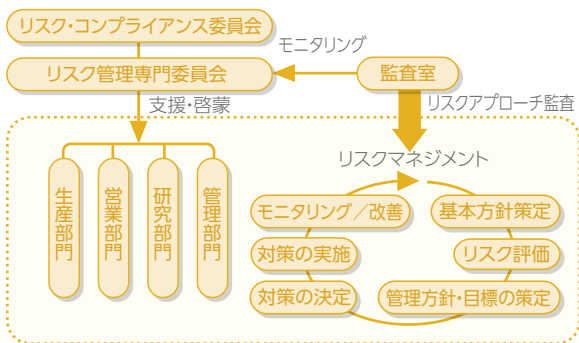 リスク・コンプライアンス委員会
モニタリング
リスク管理専門委員会
監査室
支援・啓蒙
リスクアプローチ監査
リスクマネジメント
生産部門
営業部門
研究部門
管理部門
モニタリング／改善
基本方針策定
対策の実施
リスク評価
対策の決定
管理方針・目標の策定